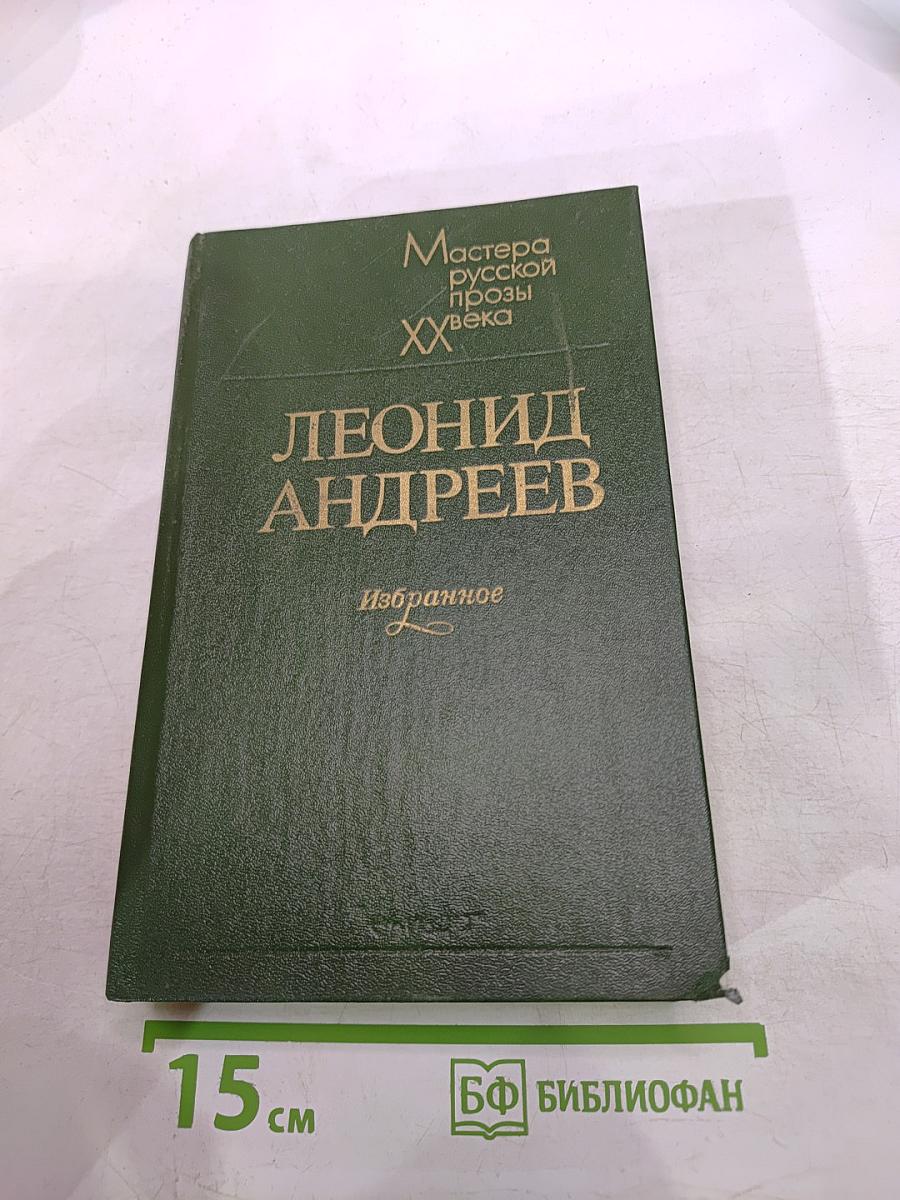 Мастера
русской
прозы
XX века
ЛЕОНИД
АНДРЕЕВ
Избранное
15 см
БФ БИБЛИОФАН